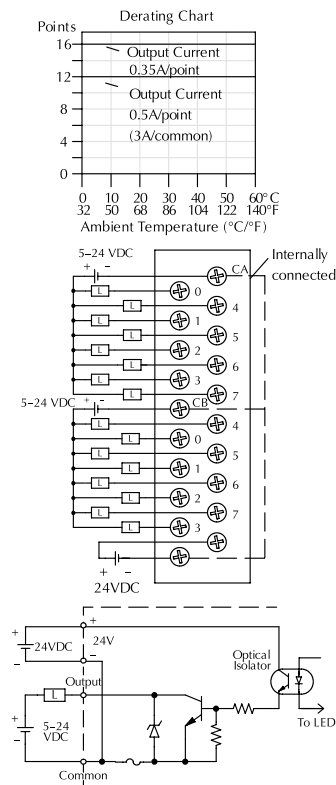 Derating Chart
Points
16
Output Current
0.35A/point
12
Output Current
0.5A/point
(3A/common)
8
4
0
0 10 20 30 40 50 60°C
32 50 68 86 104 122 140°F
Ambient Temperature (°C/°F)
5–24 VDC
Internally
connected
+ –
CA
L
0
L
4
L
1
L
5
L
2
L
6
L
3
L
7
5–24 VDC
+ –
CB
L
4
L
0
L
5
L
1
L
6
L
2
L
7
L
3
+ –
24VDC
+
24V
+
24VDC
–
–
Optical
Isolator
Output
L
+
5–24
VDC
–
To LED
Common